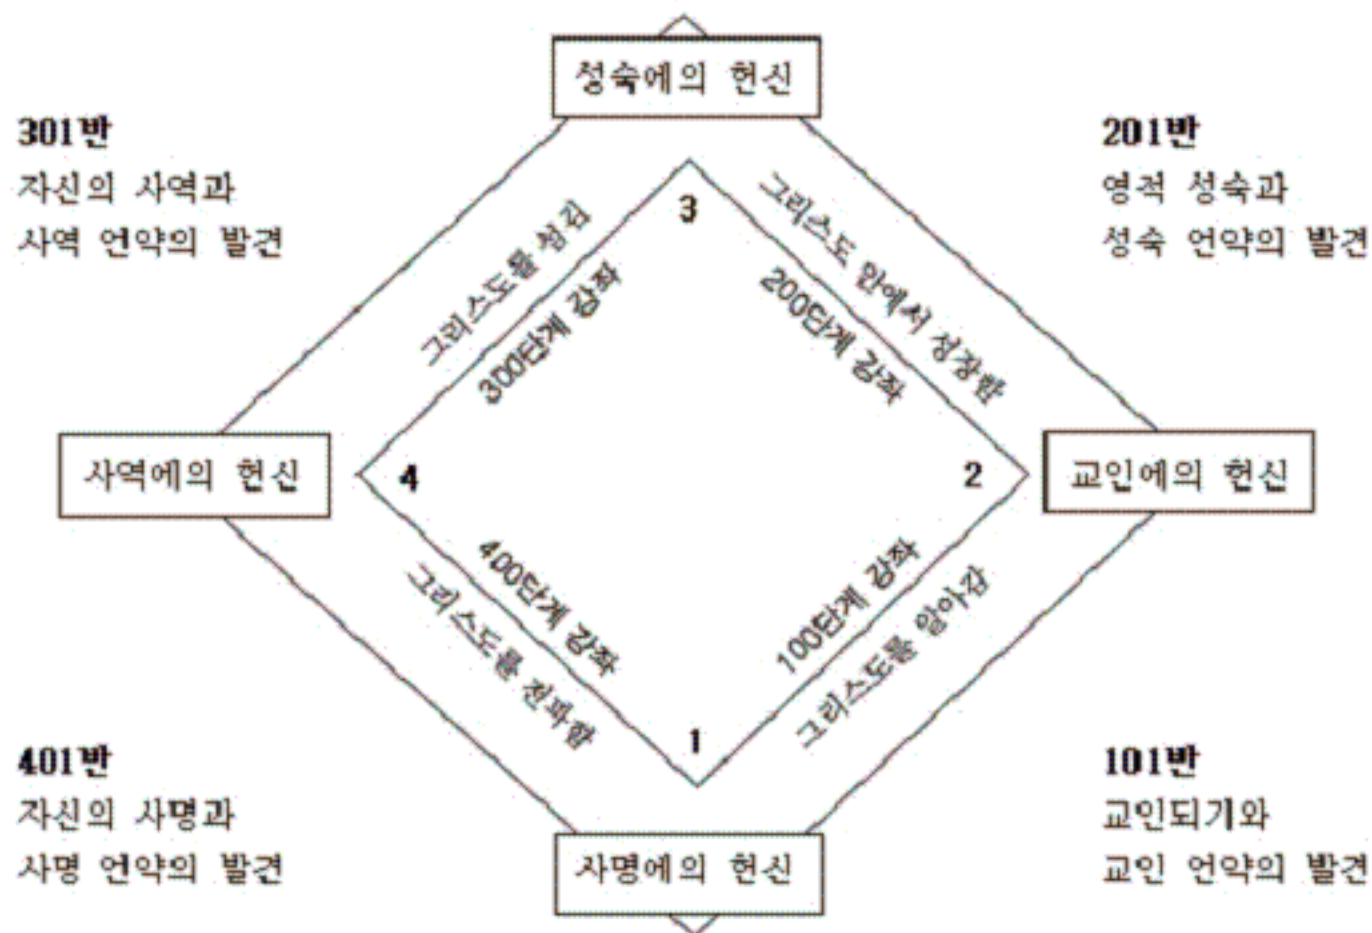 성숙에의 헌신
301반
자신의 사역과
사역 언약의 발견
201반
영적 성숙과
성숙 언약의 발견
그리스도를 섬김
300단계 강좌
3
그리스도 안에서 성장함
200단계 강좌
사역에의 헌신
4
2
교인에의 헌신
400단계 강좌
그리스도를 전파함
100단계 강좌
그리스도를 알아감
1
401반
자신의 사명과
사명 언약의 발견
사명에의 헌신
101반
교인되기와
교인 언약의 발견